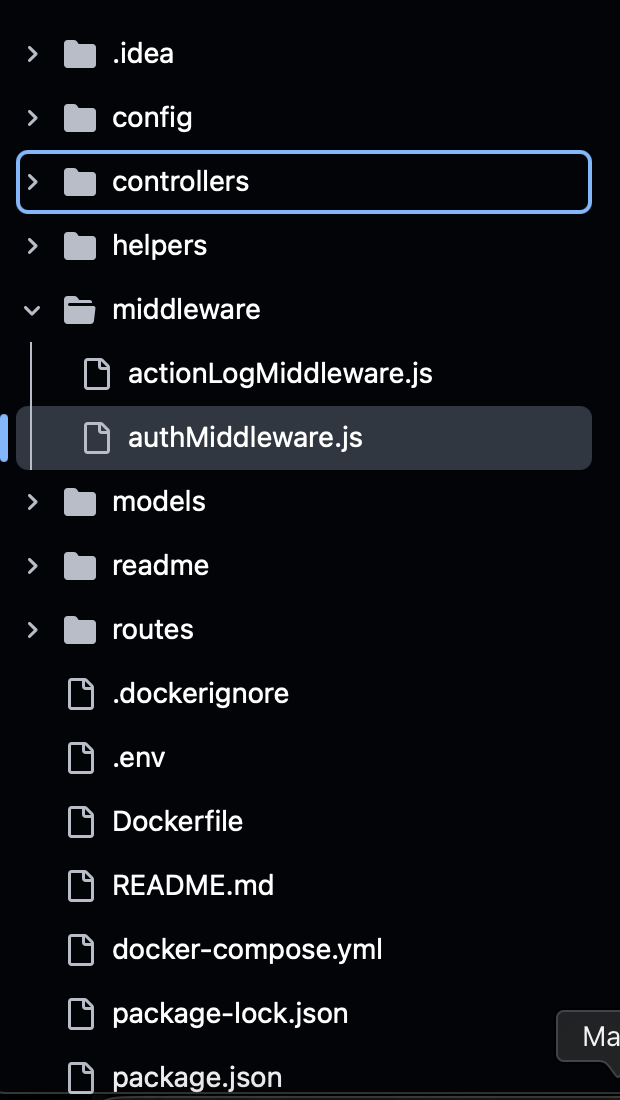 .idea
config
controllers
helpers
middleware
actionLogMiddleware.js
authMiddleware.js
models
readme
routes
.dockerignore
.env
Dockerfile
README.md
docker-compose.yml
package-lock.json
Ma
package.json